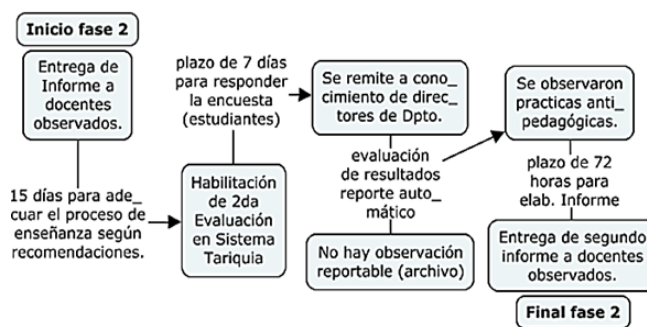 Inicio fase 2
Entrega de
Informe a
docentes
observados.
15 días para ade_
cuar el proceso de
enseñanza según
recomendaciones.
Habilitación de 2da
Evaluación
en Sistema
Tariquia
plazo de 7 días
para responder
la encuesta
(estudiantes)
Se remite a cono_
cimiento de direc_
tores de Dpto.
evaluación
de resultados
reporte auto_
mático
No hay observación
reportable (archivo)
Se observaron
practicas anti_
pedagógicas.
plazo de 72
horas para
elab. Informe
Entrega de segundo
informe a docentes
observados.
Final fase 2